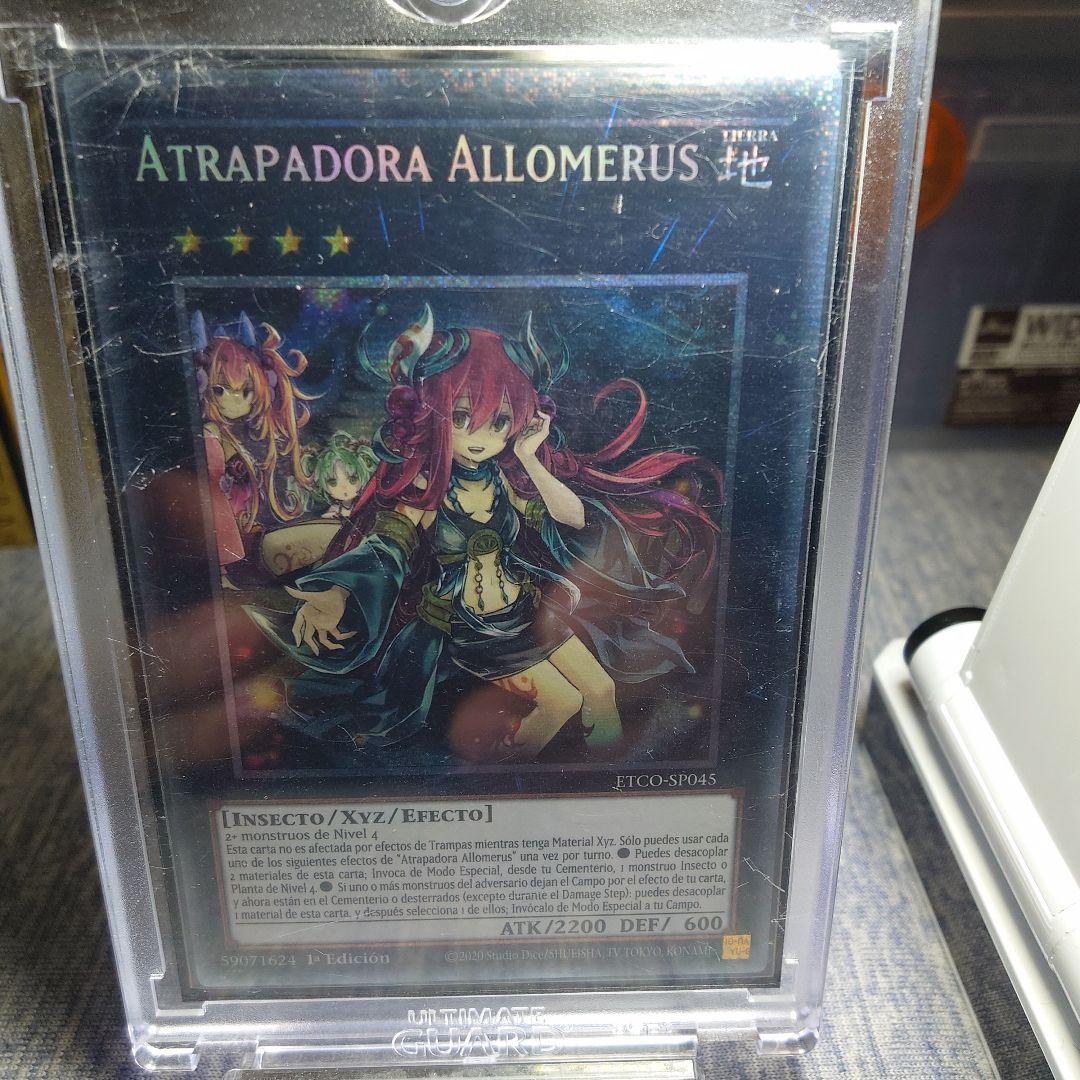 ATRAPADORA ALLOMERUS
TIERRA
地
ETCO-SP045
[INSECTO/XYZ/EFECTO]
2+ monstruos de Nivel 4
Esta carta no es afectada por efectos de Trampas mientras tenga Material Xyz. Sólo puedes usar cada
uno de los siguientes efectos de "Atrapadora Allomerus" una vez por turno. ● Puedes desacoplar
2 materiales de esta carta; Invoca de Modo Especial, desde tu Cementerio, 1 monstruo Insecto o
Planta de Nivel 4. ● Si uno o más monstruos del adversario dejan el Campo por el efecto de tu carta,
y ahora están en el Cementerio o desterrados (excepto durante el Damage Step): puedes desacoplar
1 material de esta carta, y después selecciona 1 de ellos; Invócalo de Modo Especial a tu Campo.
ATK/2200 DEF/ 600
59071624 1ª Edición
©2020 Studio Dice/SHUEISHA, TV TOKYO, KONAMI
ULTIMATE
GUARD
WID